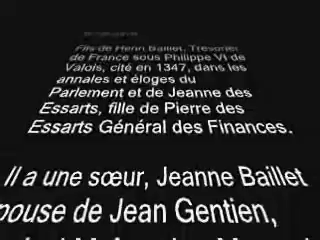 Fils de Henri Baillet, Trésorier
de France sous Philippe VI de
Valois, cité en 1347, dans les
annales et éloges du
Parlement et de Jeanne des
Essarts, fille de Pierre des
Essarts Général des Finances.
Il a une sœur, Jeanne Baillet
pouse de Jean Gentien,